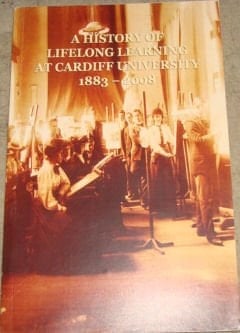 A HISTORY OF
LIFELONG LEARNING
AT CARDIFF UNIVERSITY
1883 – 2008